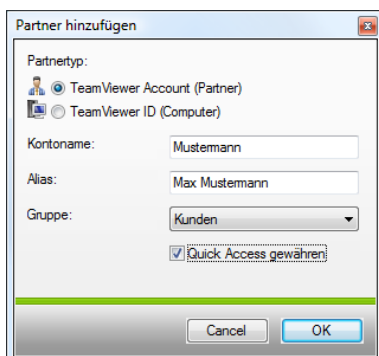 Partner hinzufügen
Partnertyp:
TeamViewer Account (Partner)
TeamViewer ID (Computer)
Kontoname: Mustermann
Alias: Max Mustermann
Gruppe: Kunden
Quick Access gewähren
Cancel OK